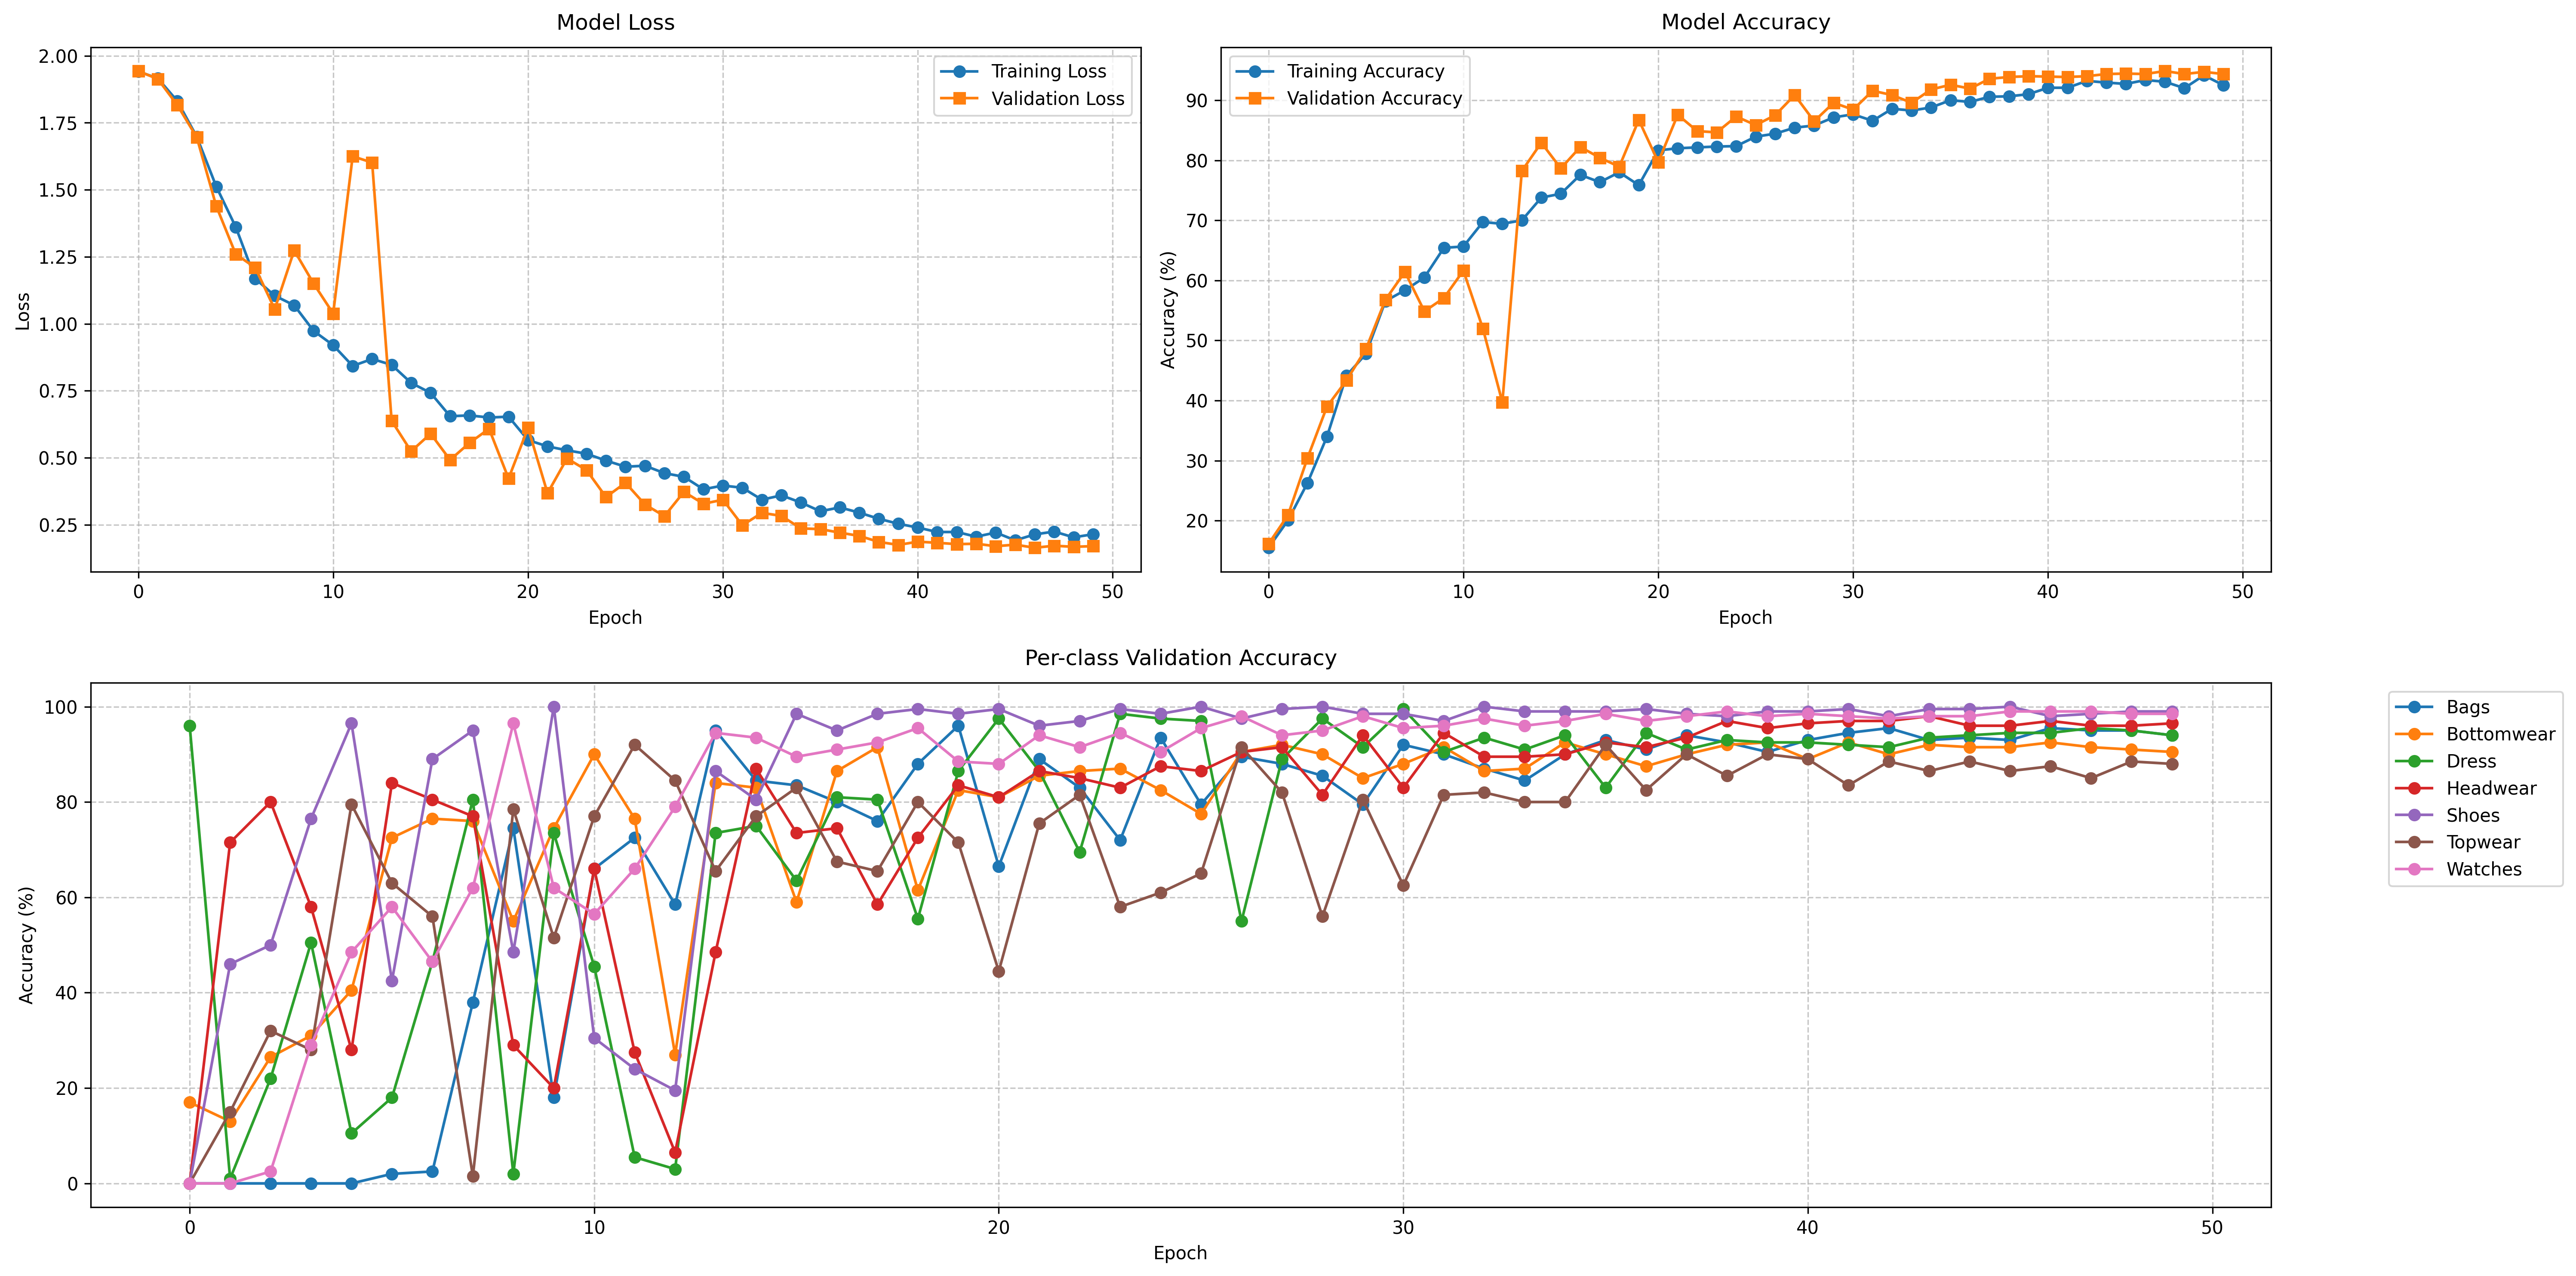 Model Loss
Loss
2.00
1.75
1.50
1.25
1.00
0.75
0.50
0.25
Training Loss
Validation Loss
0 10 20 30 40 50
Epoch
Model Accuracy
Accuracy (%)
90
80
70
60
50
40
30
20
Training Accuracy
Validation Accuracy
0 10 20 30 40 50
Epoch
Per-class Validation Accuracy
Accuracy (%)
100
80
60
40
20
0
0 10 20 30 40 50
Epoch
Bags
Bottomwear
Dress
Headwear
Shoes
Topwear
Watches